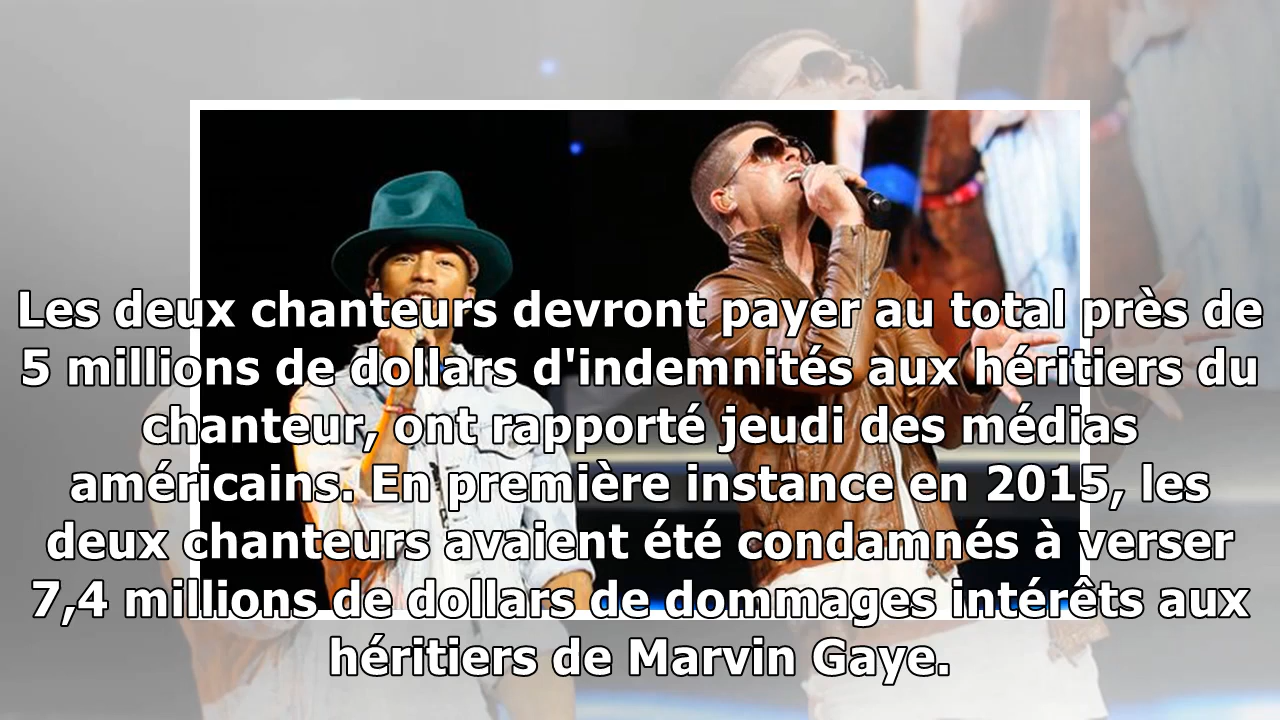 Les deux chanteurs devront payer au total près de
5 millions de dollars d'indemnités aux héritiers du
chanteur, ont rapporté jeudi des médias
américains. En première instance en 2015, les
deux chanteurs avaient été condamnés à verser
7,4 millions de dollars de dommages intérêts aux
héritiers de Marvin Gaye.